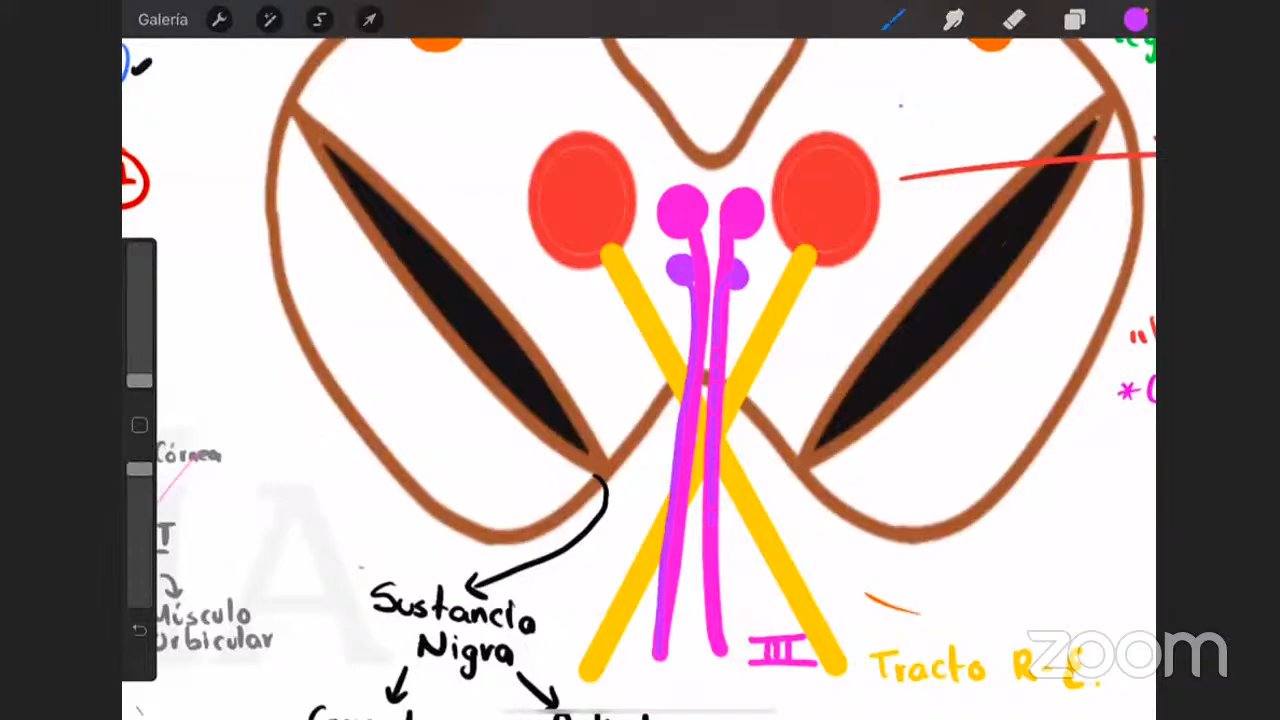 Galería
Córnea
Músculo
Orbicular
Sustancia
Nigra
III
Tracto R-E.
zoom